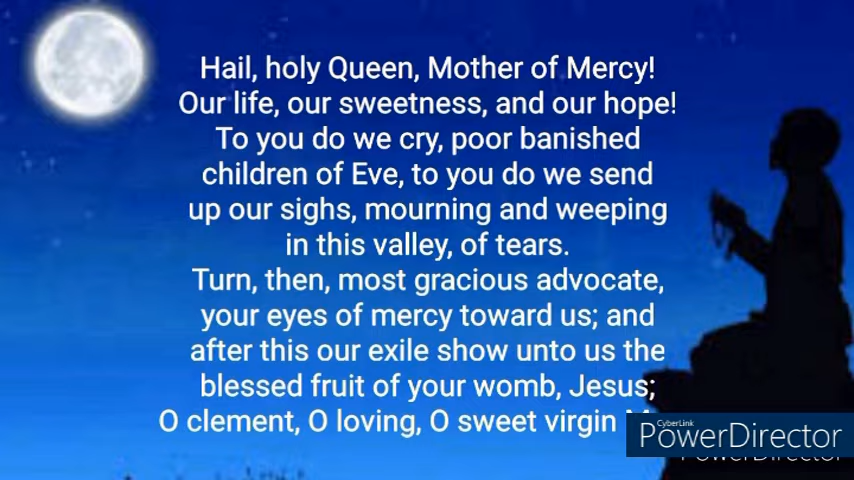 Hail, holy Queen, Mother of Mercy!
Our life, our sweetness, and our hope!
To you do we cry, poor banished
children of Eve, to you do we send
up our sighs, mourning and weeping
in this valley, of tears.
Turn, then, most gracious advocate,
your eyes of mercy toward us; and
after this our exile show unto us the
blessed fruit of your womb, Jesus;
O clement, O loving, O sweet virgin
CyberLink
PowerDirector
PowerDirector